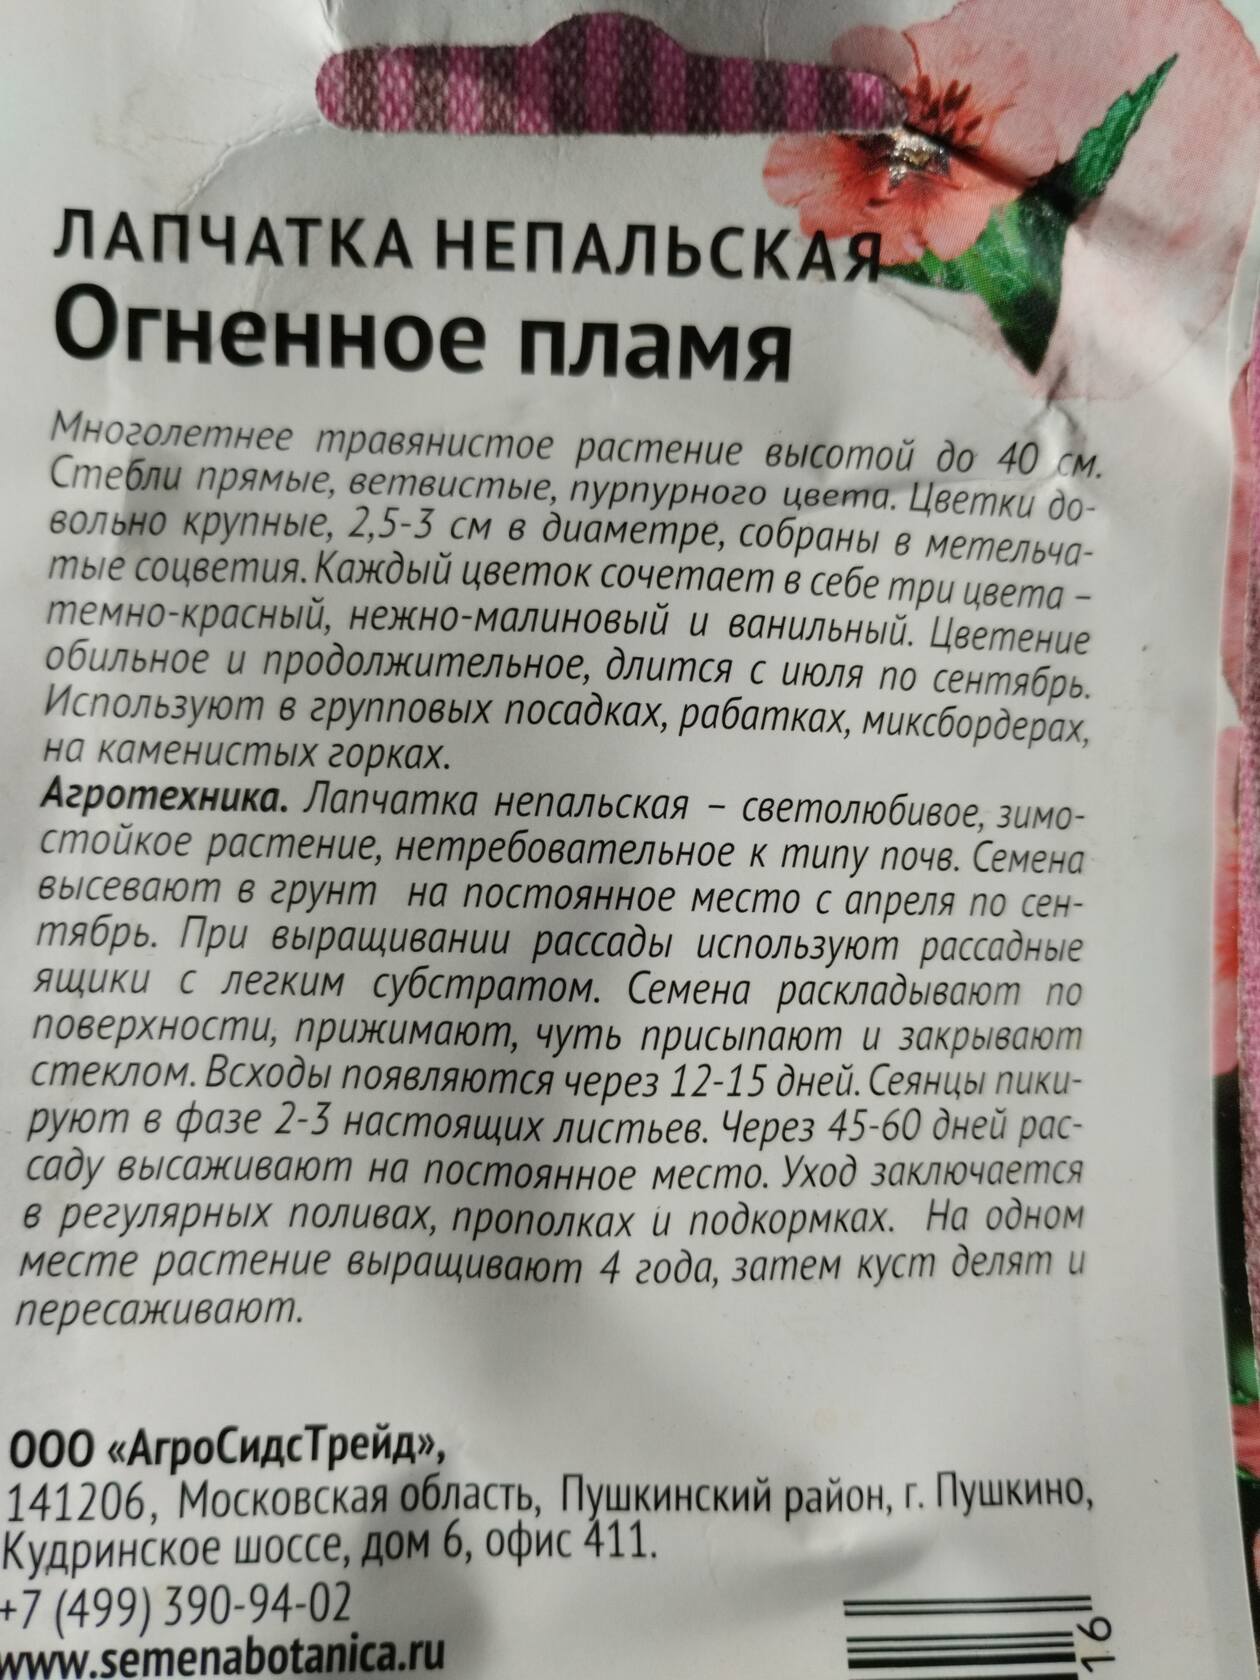 ЛАПЧАТКА НЕПАЛЬСКАЯ
Огненное пламя
Многолетнее травянистое растение высотой до 40 см.
Стебли прямые, ветвистые, пурпурного цвета. Цветки до-
вольно крупные, 2,5-3 см в диаметре, собраны в метельча-
тые соцветия. Каждый цветок сочетает в себе три цвета –
темно-красный, нежно-малиновый и ванильный. Цветение
обильное и продолжительное, длится с июля по сентябрь.
Используют в групповых посадках, рабатках, миксбордерах,
на каменистых горках.
Агротехника. Лапчатка непальская – светолюбивое, зимо-
стойкое растение, нетребовательное к типу почв. Семена
высевают в грунт на постоянное место с апреля по сен-
тябрь. При выращивании рассады используют рассадные
ящики с легким субстратом. Семена раскладывают по
поверхности, прижимают, чуть присыпают и закрывают
стеклом. Всходы появляются через 12-15 дней. Сеянцы пики-
руют в фазе 2-3 настоящих листьев. Через 45-60 дней рас-
саду высаживают на постоянное место. Уход заключается
в регулярных поливах, прополках и подкормках. На одном
месте растение выращивают 4 года, затем куст делят и
пересаживают.
ООО «АгроСидсТрейд»,
141206, Московская область, Пушкинский район, г. Пушкино,
Кудринское шоссе, дом 6, офис 411.
+7 (499) 390-94-02
www.semenabotanica.ru
16